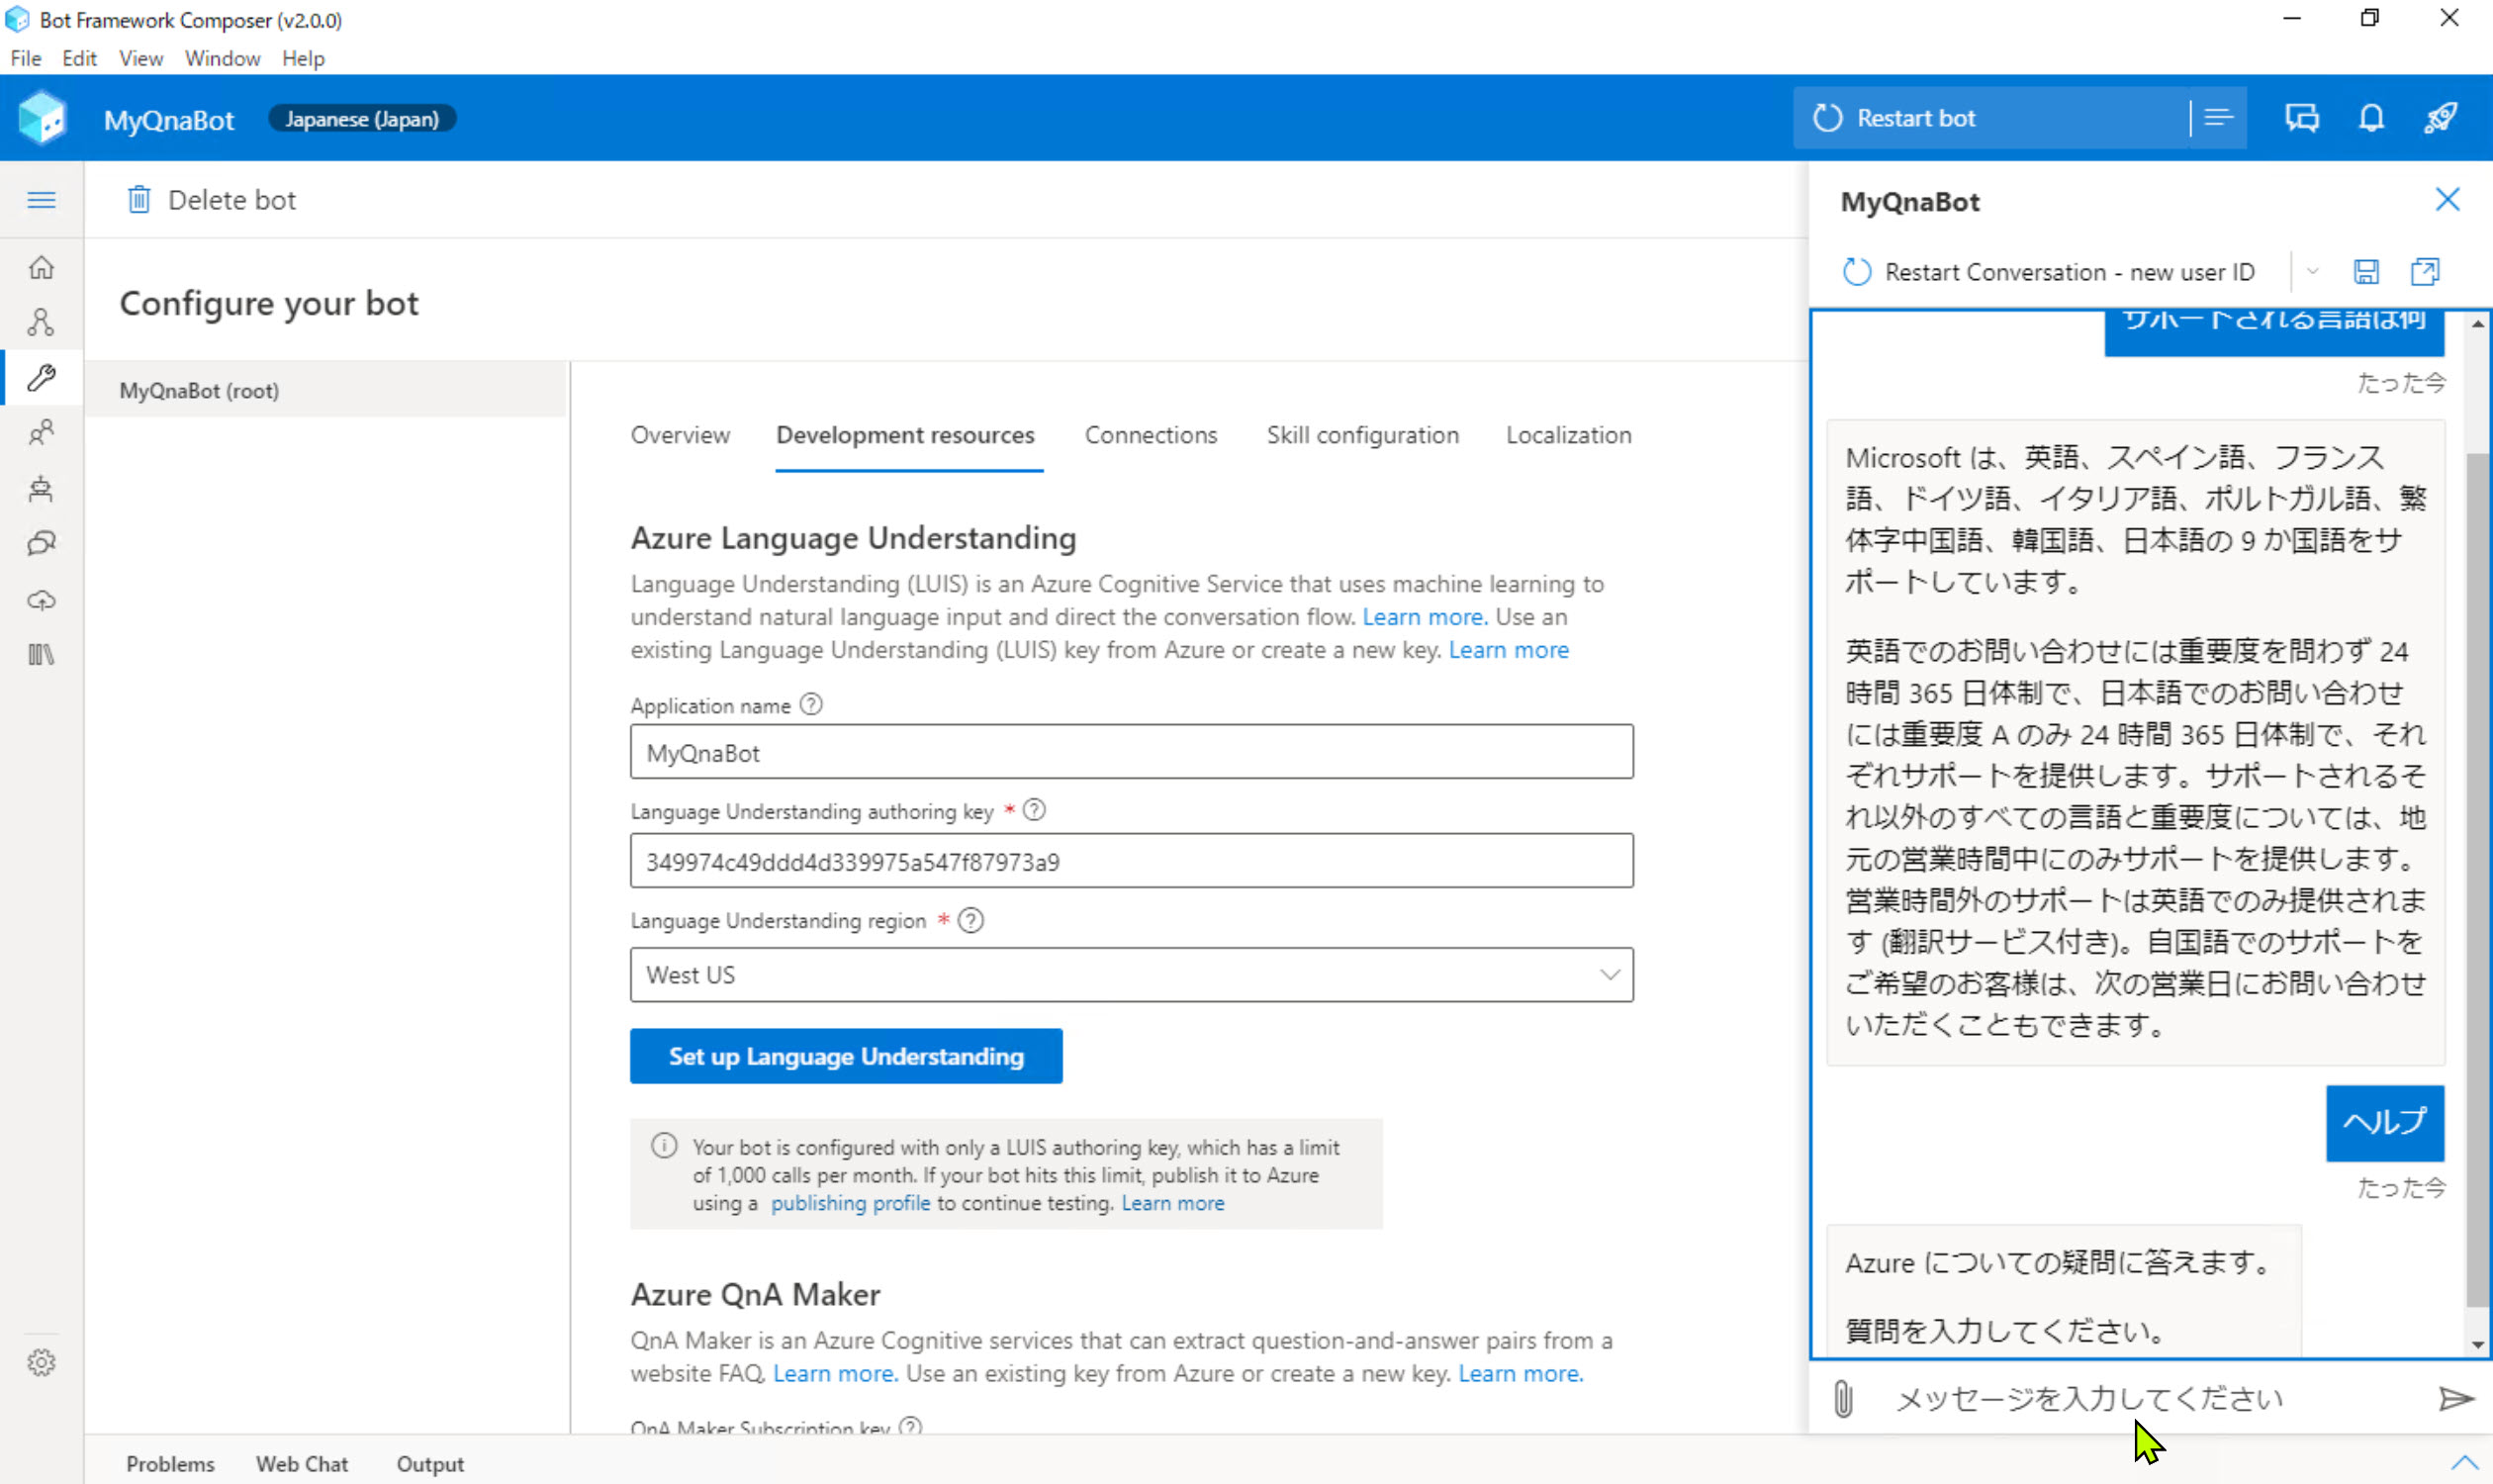 Bot Framework Composer (v2.0.0)
File Edit View Window Help
MyQnaBot
Japanese (Japan)
Restart bot
Delete bot
Configure your bot
MyQnaBot (root)
Overview
Development resources
Connections
Skill configuration
Localization
Azure Language Understanding
Language Understanding (LUIS) is an Azure Cognitive Service that uses machine learning to
understand natural language input and direct the conversation flow. Learn more. Use an
existing Language Understanding (LUIS) key from Azure or create a new key. Learn more
Application name
MyQnaBot
Language Understanding authoring key *
349974c49ddd4d339975a547f87973a9
Language Understanding region *
West US
Set up Language Understanding
Your bot is configured with only a LUIS authoring key, which has a limit
of 1,000 calls per month. If your bot hits this limit, publish it to Azure
using a publishing profile to continue testing. Learn more
Azure QnA Maker
QnA Maker is an Azure Cognitive services that can extract question-and-answer pairs from a
website FAQ. Learn more. Use an existing key from Azure or create a new key. Learn more.
QnA Maker Subscription key
MyQnaBot
Restart Conversation - new user ID
サポートされる言語は何
たった今
Microsoft は、英語、スペイン語、フランス
語、ドイツ語、イタリア語、ポルトガル語、繁
体字中国語、韓国語、日本語の 9 か国語をサ
ポートしています。
英語でのお問い合わせには重要度を問わず 24
時間 365 日体制で、日本語でのお問い合わせ
には重要度 A のみ 24 時間 365 日体制で、それ
ぞれサポートを提供します。サポートされるそ
れ以外のすべての言語と重要度については、地
元の営業時間中にのみサポートを提供します。
営業時間外のサポートは英語でのみ提供されま
す (翻訳サービス付き)。自国語でのサポートを
ご希望のお客様は、次の営業日にお問い合わせ
いただくこともできます。
ヘルプ
たった今
Azure についての疑問に答えます。
質問を入力してください。
メッセージを入力してください
Problems
Web Chat
Output